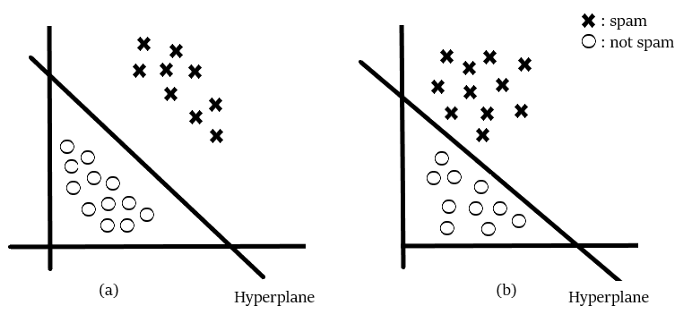 : spam
: not spam
(a)
Hyperplane
(b)
Hyperplane